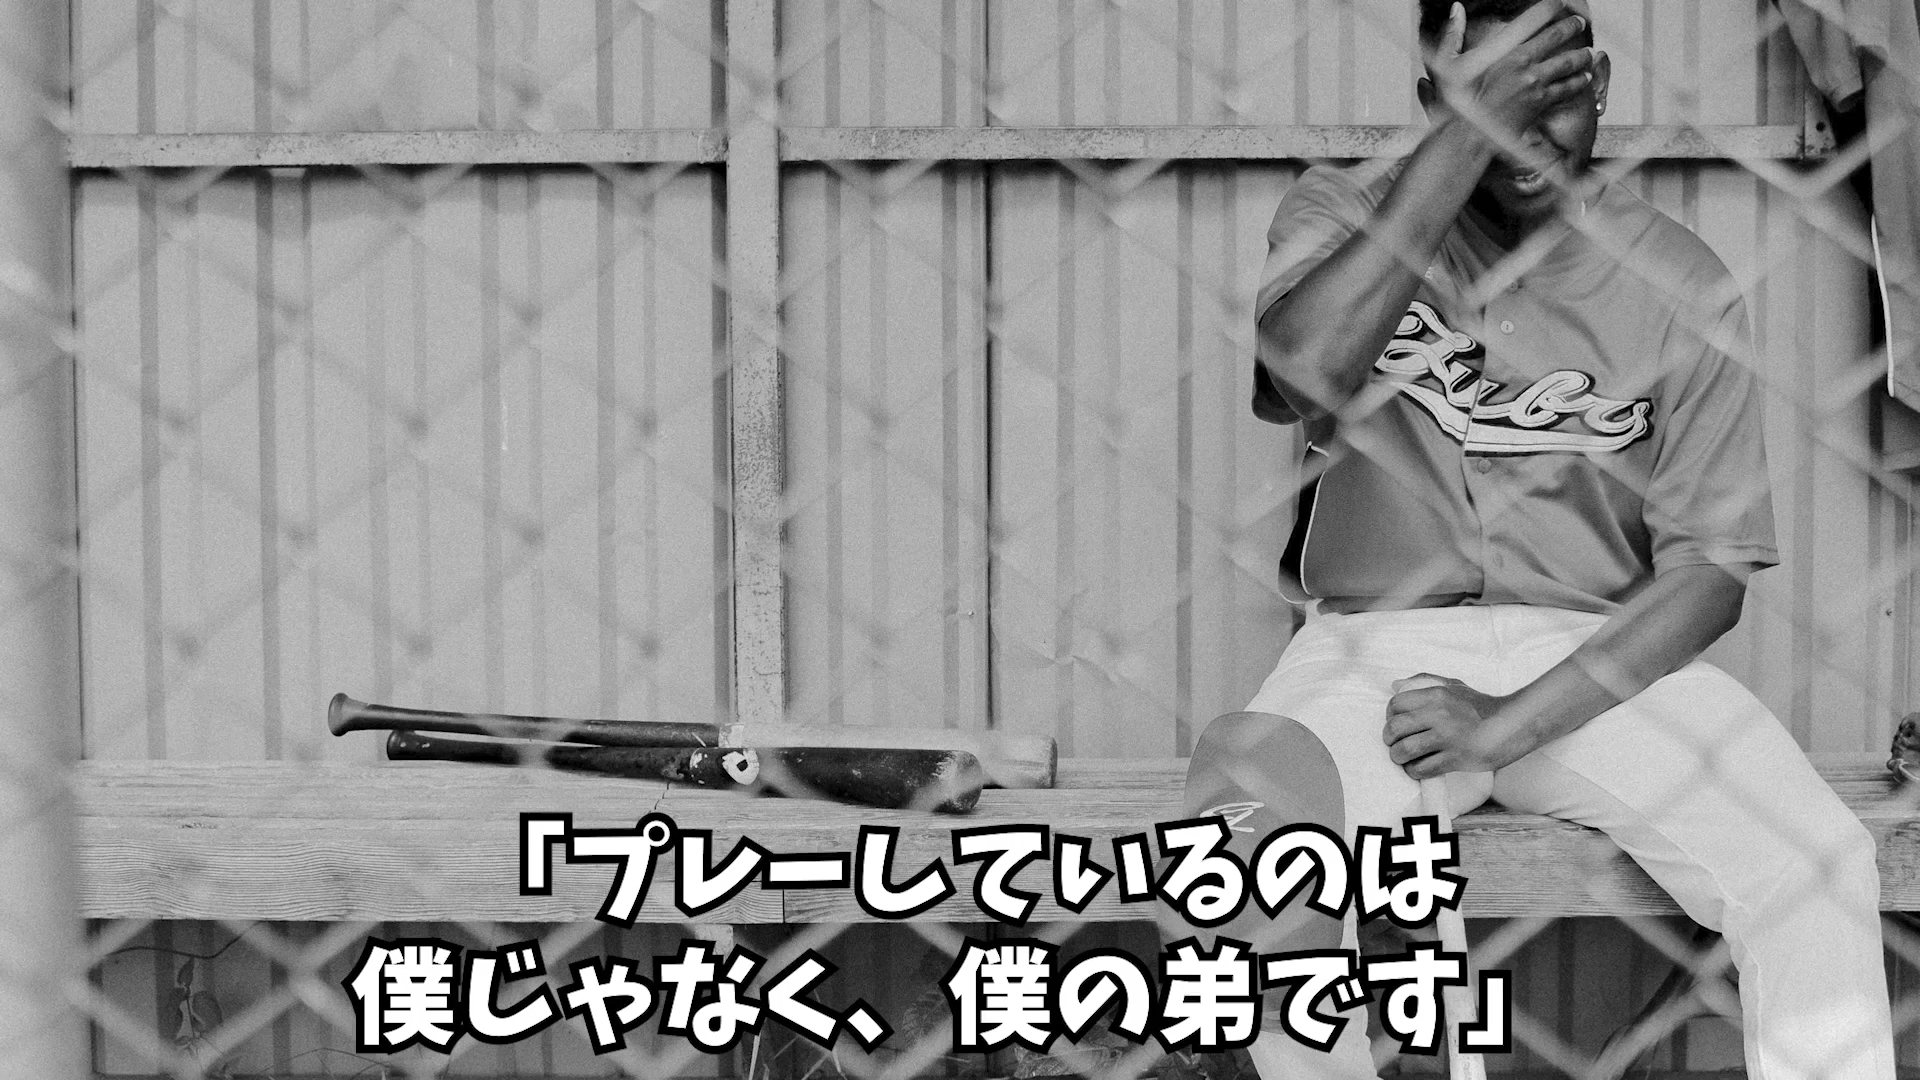 Cubs
「プレーしているのは
僕じゃなく、僕の弟です」